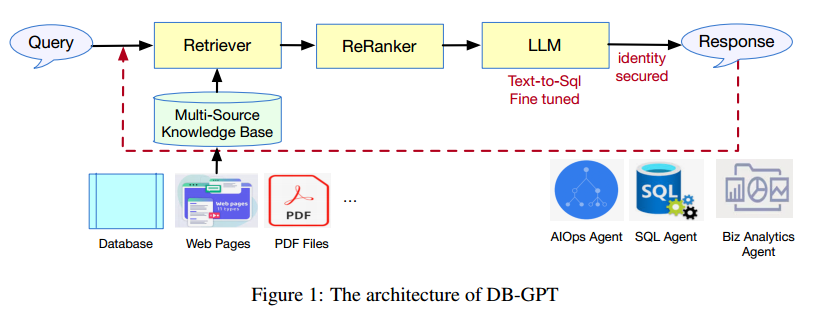 Query
Retriever
ReRanker
LLM
Response
Text-to-Sql
Fine tuned
identity
secured
Multi-Source
Knowledge Base
Web pages
11 types
PDF
...
SQL
Database
Web Pages
PDF Files
AIOps Agent
SQL Agent
Biz Analytics
Agent
Figure 1: The architecture of DB-GPT